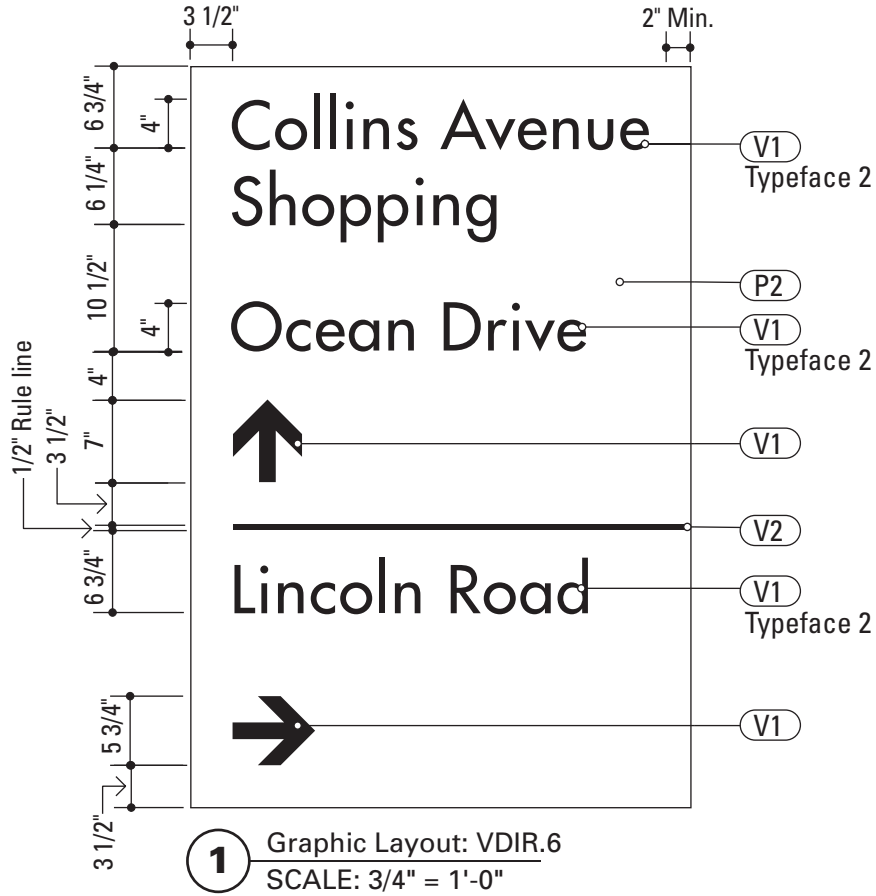 3 1/2"
2" Min.
6 3/4"
4"
Collins Avenue
V1
Typeface 2
6 1/4"
Shopping
10 1/2"
P2
4"
Ocean Drive
V1
Typeface 2
4"
1/2" Rule line
3 1/2"
7"
V1
V2
6 3/4"
Lincoln Road
V1
Typeface 2
5 3/4"
V1
3 1/2"
1
Graphic Layout: VDIR.6
SCALE: 3/4" = 1'-0"